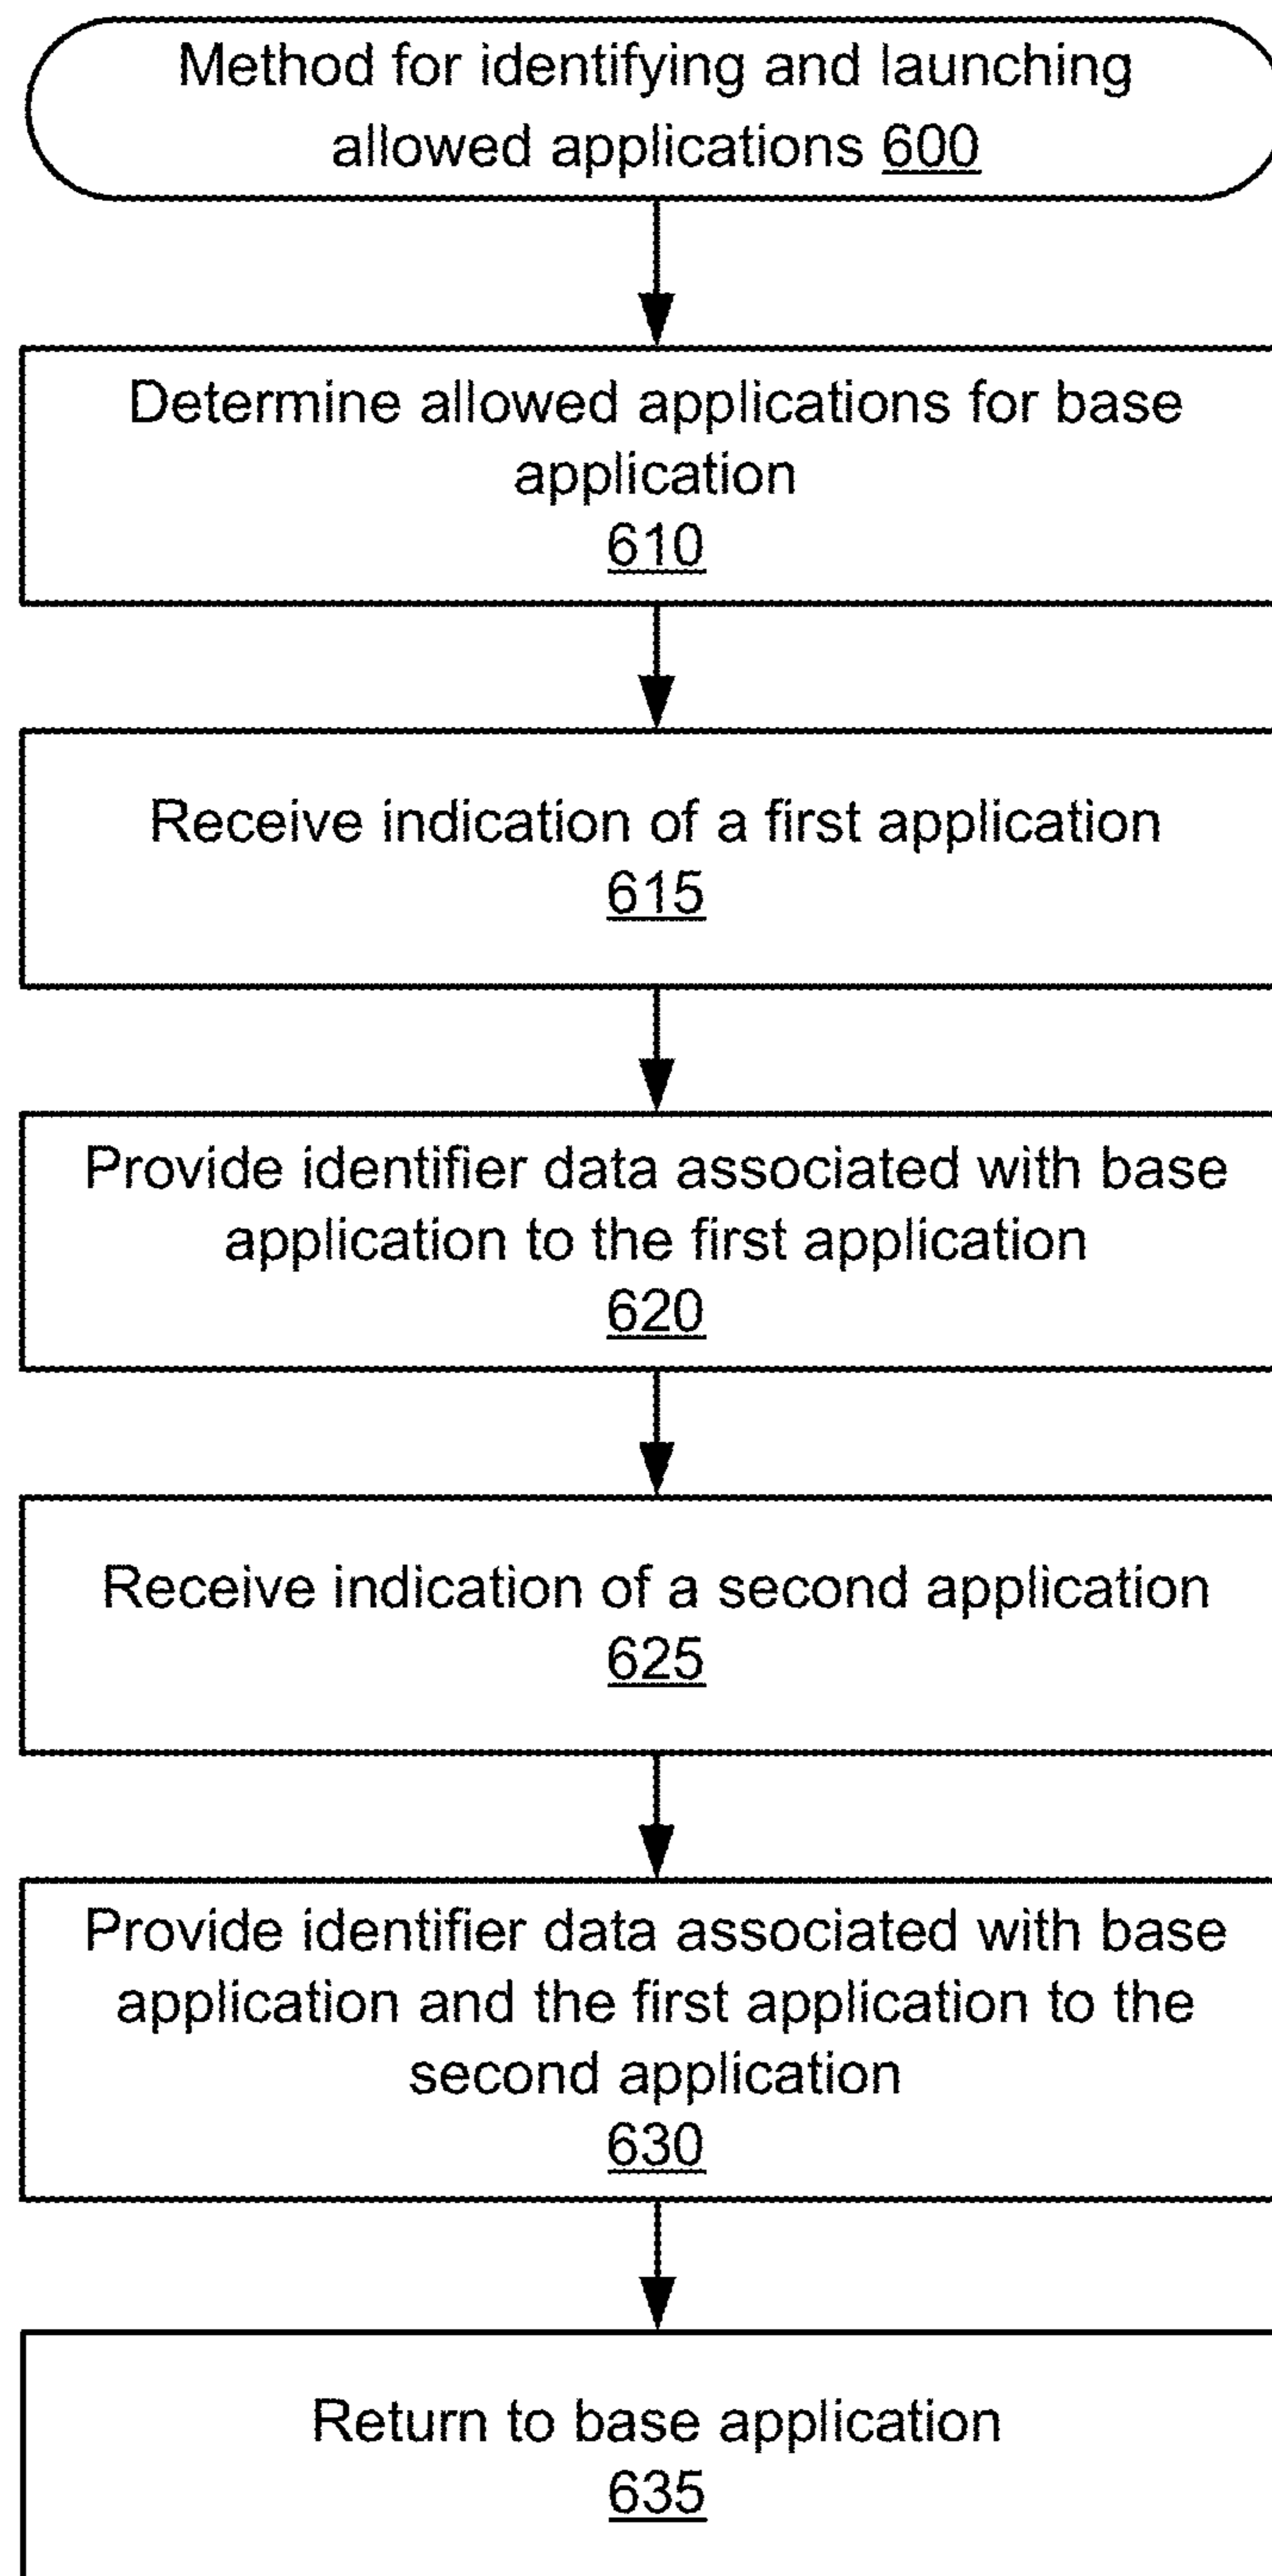 Method for identifying and launching
allowed applications 600
Determine allowed applications for base
application
610
Receive indication of a first application
615
Provide identifier data associated with base
application to the first application
620
Receive indication of a second application
625
Provide identifier data associated with base
application and the first application to the
second application
630
Return to base application
635